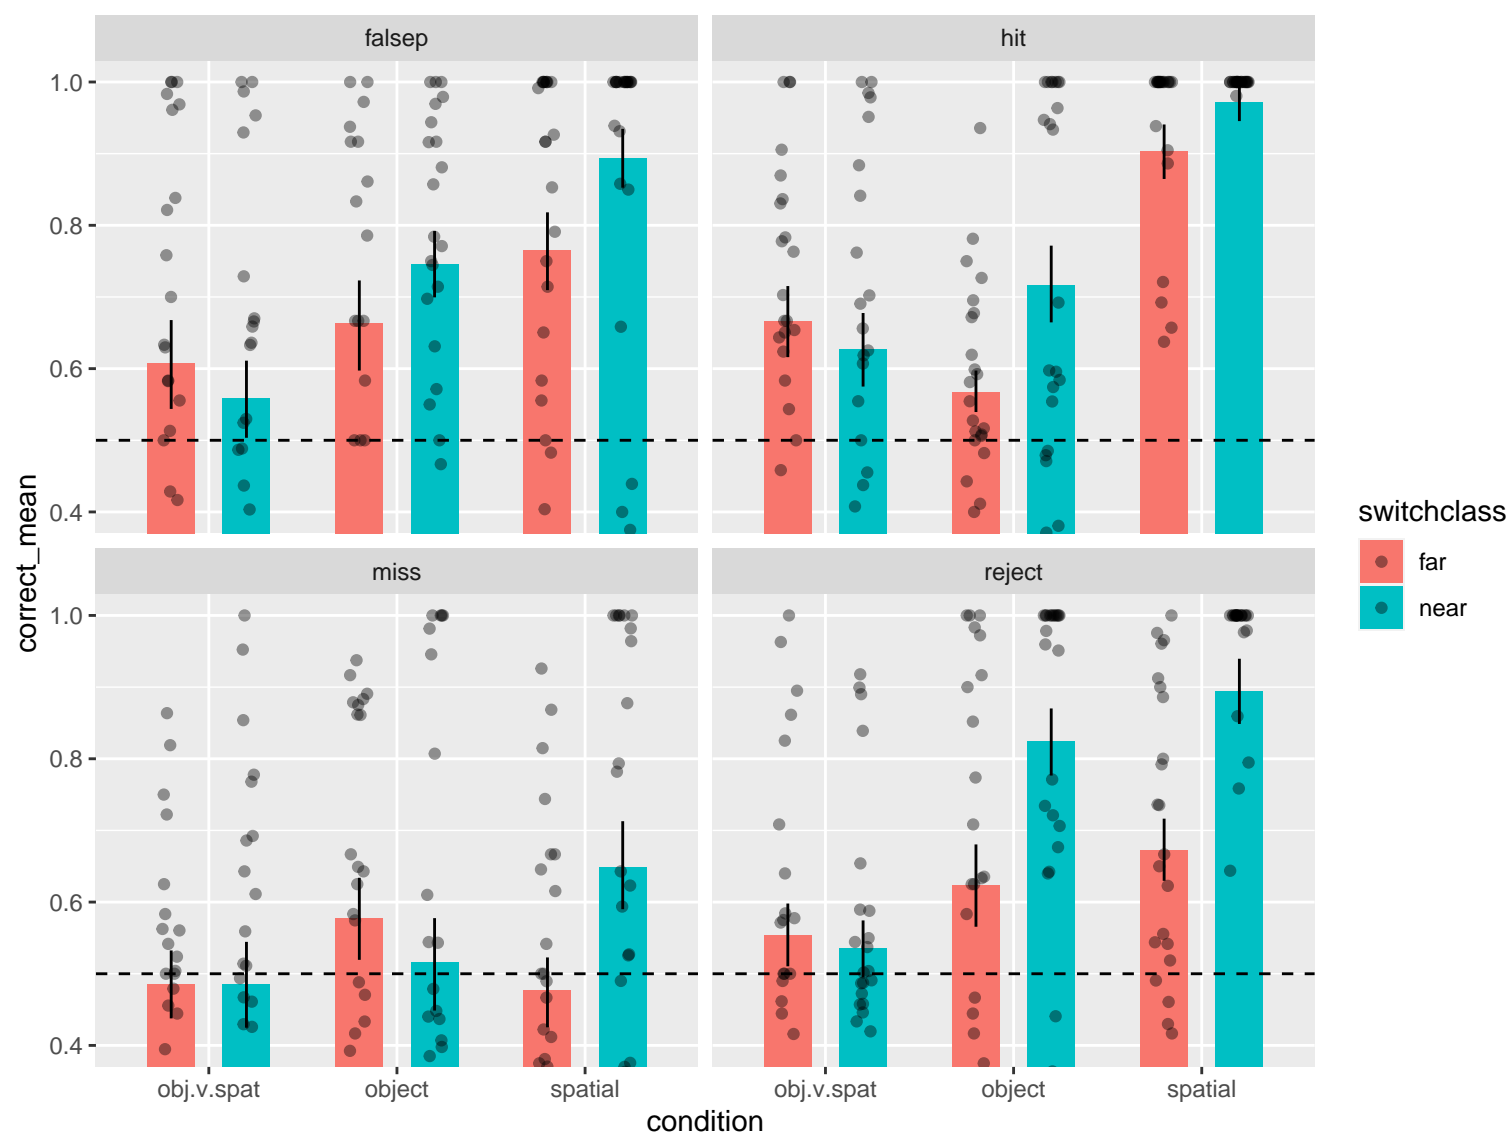 falsep
hit
1.0
0.8
0.6
0.4
miss
reject
1.0
0.8
0.6
0.4
correct_mean
obj.v.spat
object
spatial
obj.v.spat
object
spatial
condition
switchclass
far
near